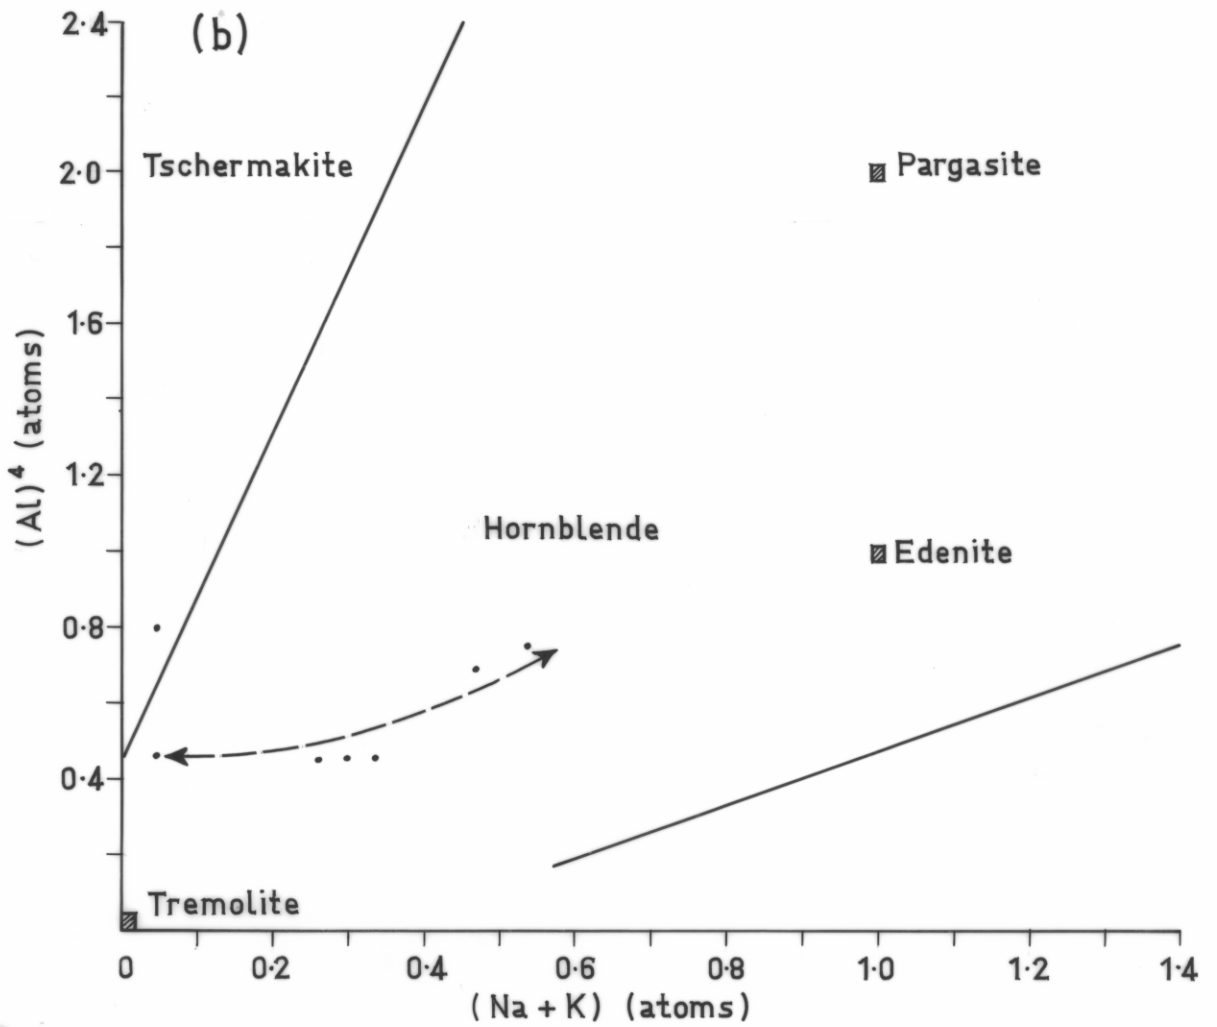 (b)
2·4
Tschermakite
2·0
Pargasite
1·6
1·2
Hornblende
Edenite
0·8
0·4
Tremolite
(Al)⁴ (atoms)
0 0·2 0·4 0·6 0·8 1·0 1·2 1·4
(Na + K) (atoms)